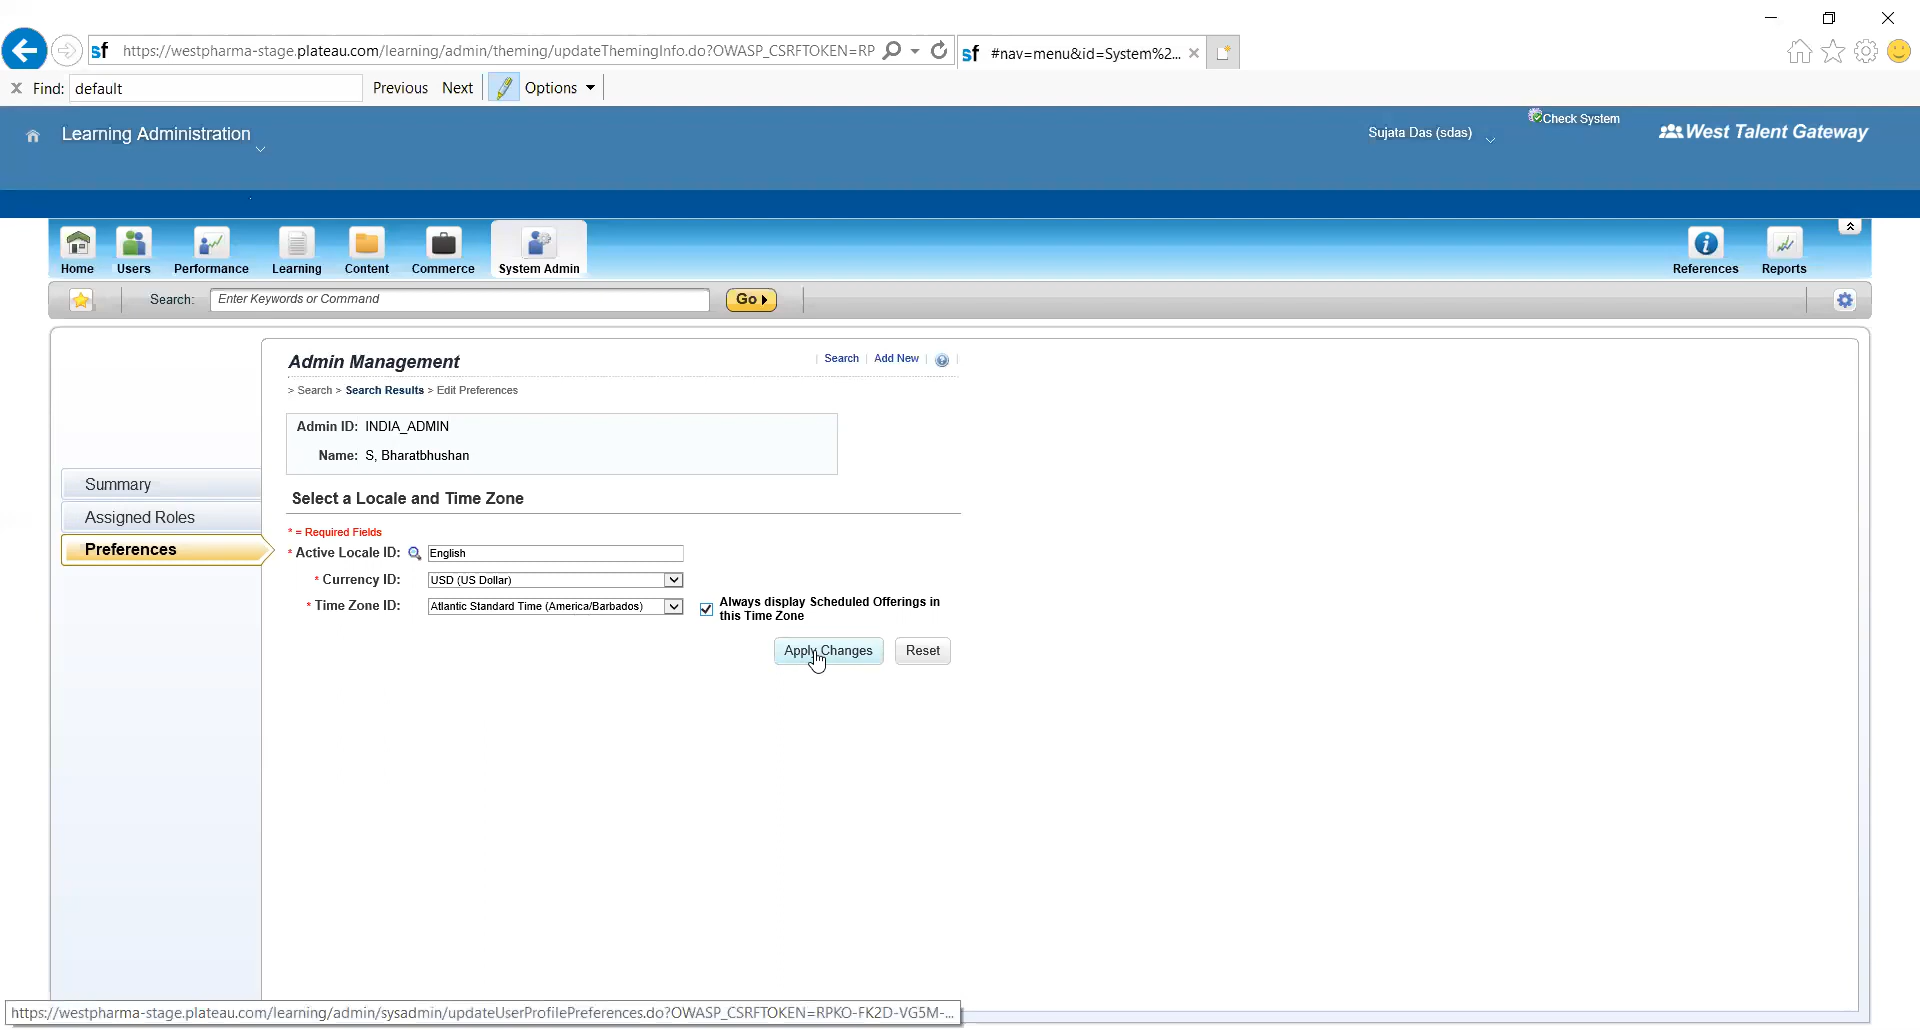 sf https://westpharma-stage.plateau.com/learning/admin/theming/updateThemingInfo.do?OWASP_CSRFTOKEN=RP
sf #nav=menu&id=System%2...
x Find: default Previous Next Options
Learning Administration
Sujata Das (sdas)
Check System
West Talent Gateway
Home Users Performance Learning Content Commerce System Admin References Reports
Search: Enter Keywords or Command Go
Admin Management
Search | Add New
> Search > Search Results > Edit Preferences
Admin ID: INDIA_ADMIN
Name: S, Bharatbhushan
Summary
Assigned Roles
Preferences
Select a Locale and Time Zone
* = Required Fields
* Active Locale ID: English
* Currency ID: USD (US Dollar)
* Time Zone ID: Atlantic Standard Time (America/Barbados)
Always display Scheduled Offerings in
this Time Zone
Apply Changes Reset
https://westpharma-stage.plateau.com/learning/admin/sysadmin/updateUserProfilePreferences.do?OWASP_CSRFTOKEN=RPKO-FK2D-VG5M-...